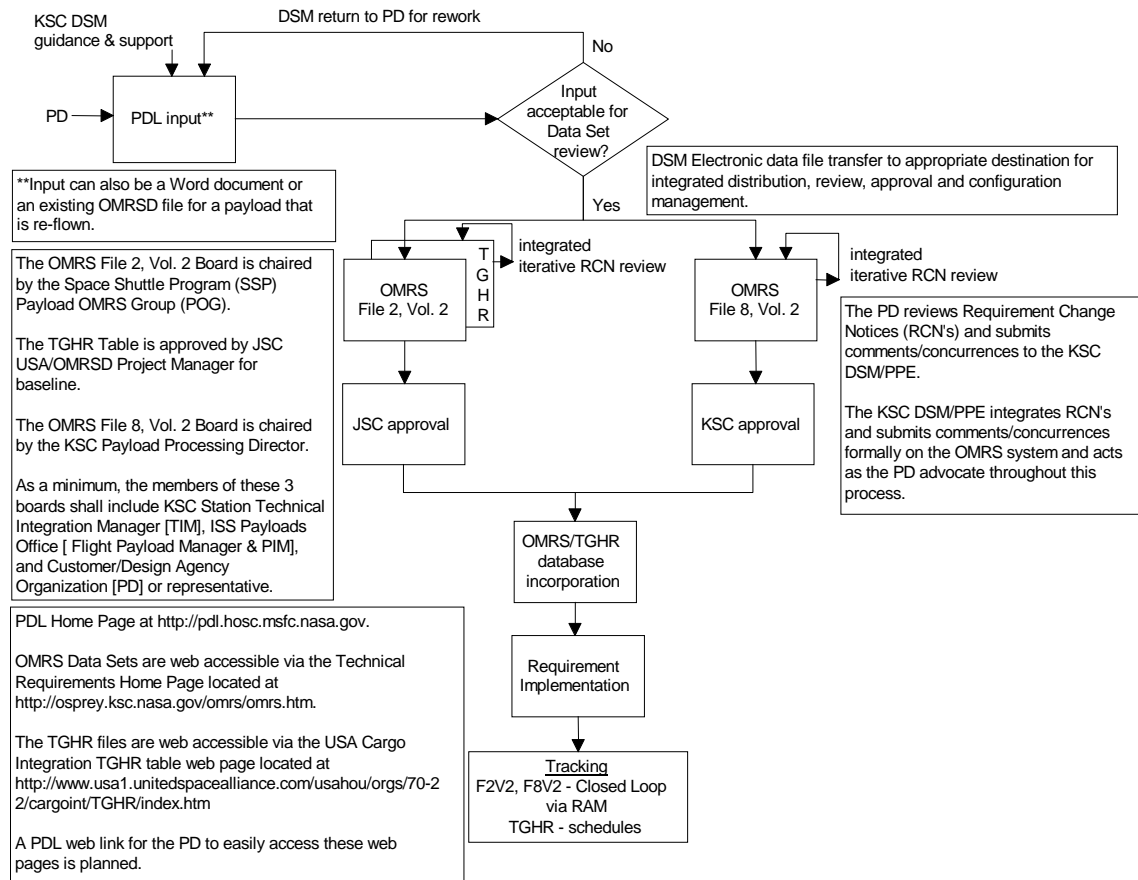 KSC DSM
guidance & support
DSM return to PD for rework
No
PD
PDL input**
Input
acceptable for
Data Set
review?
**Input can also be a Word document or
an existing OMRSD file for a payload that
is re-flown.
Yes
DSM Electronic data file transfer to appropriate destination for
integrated distribution, review, approval and configuration
management.
The OMRS File 2, Vol. 2 Board is chaired
by the Space Shuttle Program (SSP)
Payload OMRS Group (POG).
The TGHR Table is approved by JSC
USA/OMRSD Project Manager for
baseline.
The OMRS File 8, Vol. 2 Board is chaired
by the KSC Payload Processing Director.
As a minimum, the members of these 3
boards shall include KSC Station Technical
Integration Manager [TIM], ISS Payloads
Office [ Flight Payload Manager & PIM],
and Customer/Design Agency
Organization [PD] or representative.
OMRS
File 2, Vol. 2
T
G
H
R
integrated
iterative RCN review
OMRS
File 8, Vol. 2
integrated
iterative RCN review
The PD reviews Requirement Change
Notices (RCN's) and submits
comments/concurrences to the KSC
DSM/PPE.
The KSC DSM/PPE integrates RCN's
and submits comments/concurrences
formally on the OMRS system and acts
as the PD advocate throughout this
process.
JSC approval
KSC approval
OMRS/TGHR
database
incorporation
Requirement
Implementation
Tracking
F2V2, F8V2 - Closed Loop
via RAM
TGHR - schedules
PDL Home Page at http://pdl.hosc.msfc.nasa.gov.
OMRS Data Sets are web accessible via the Technical
Requirements Home Page located at
http://osprey.ksc.nasa.gov/omrs/omrs.htm.
The TGHR files are web accessible via the USA Cargo
Integration TGHR table web page located at
http://www.usa1.unitedspacealliance.com/usahou/orgs/70-2
2/cargoint/TGHR/index.htm
A PDL web link for the PD to easily access these web
pages is planned.